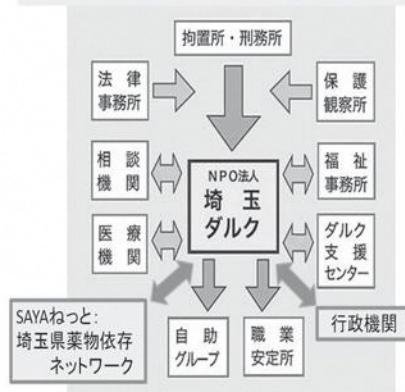 拘置所・刑務所
法律
事務所
保護
観察所
相談
機関
NPO法人
埼玉
ダルク
福祉
事務所
医療
機関
ダルク
支援
センター
SAYAねっと:
埼玉県薬物依存
ネットワーク
自助
グループ
職業
安定所
行政機関